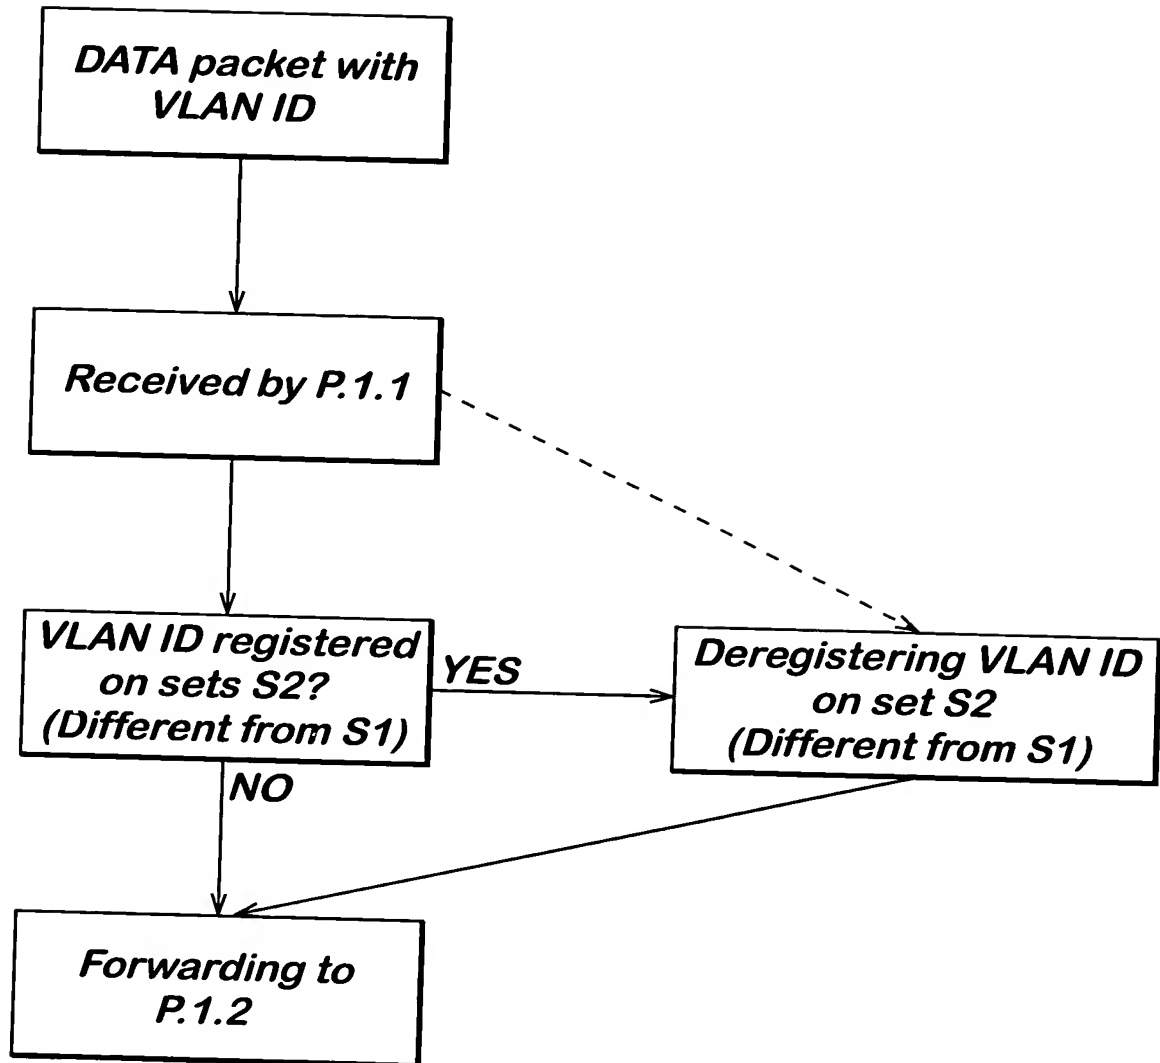 DATA packet with
VLAN ID
Received by P.1.1
VLAN ID registered
on sets S2?
(Different from S1)
YES
Deregistering VLAN ID
on set S2
(Different from S1)
NO
Forwarding to
P.1.2